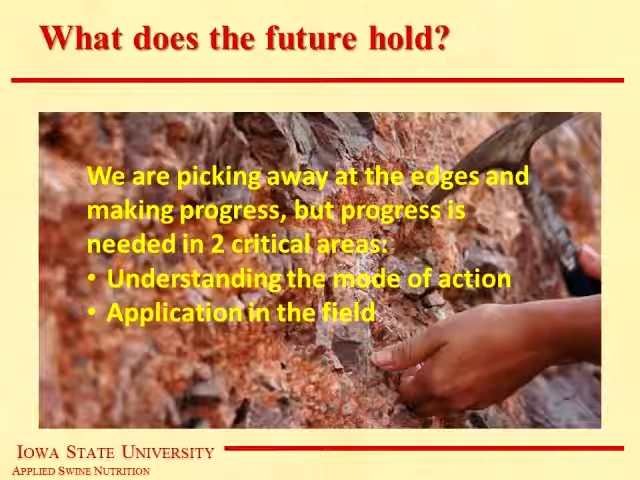 What does the future hold?
We are picking away at the edges and
making progress, but progress is
needed in 2 critical areas:
• Understanding the mode of action
• Application in the field
IOWA STATE UNIVERSITY
APPLIED SWINE NUTRITION